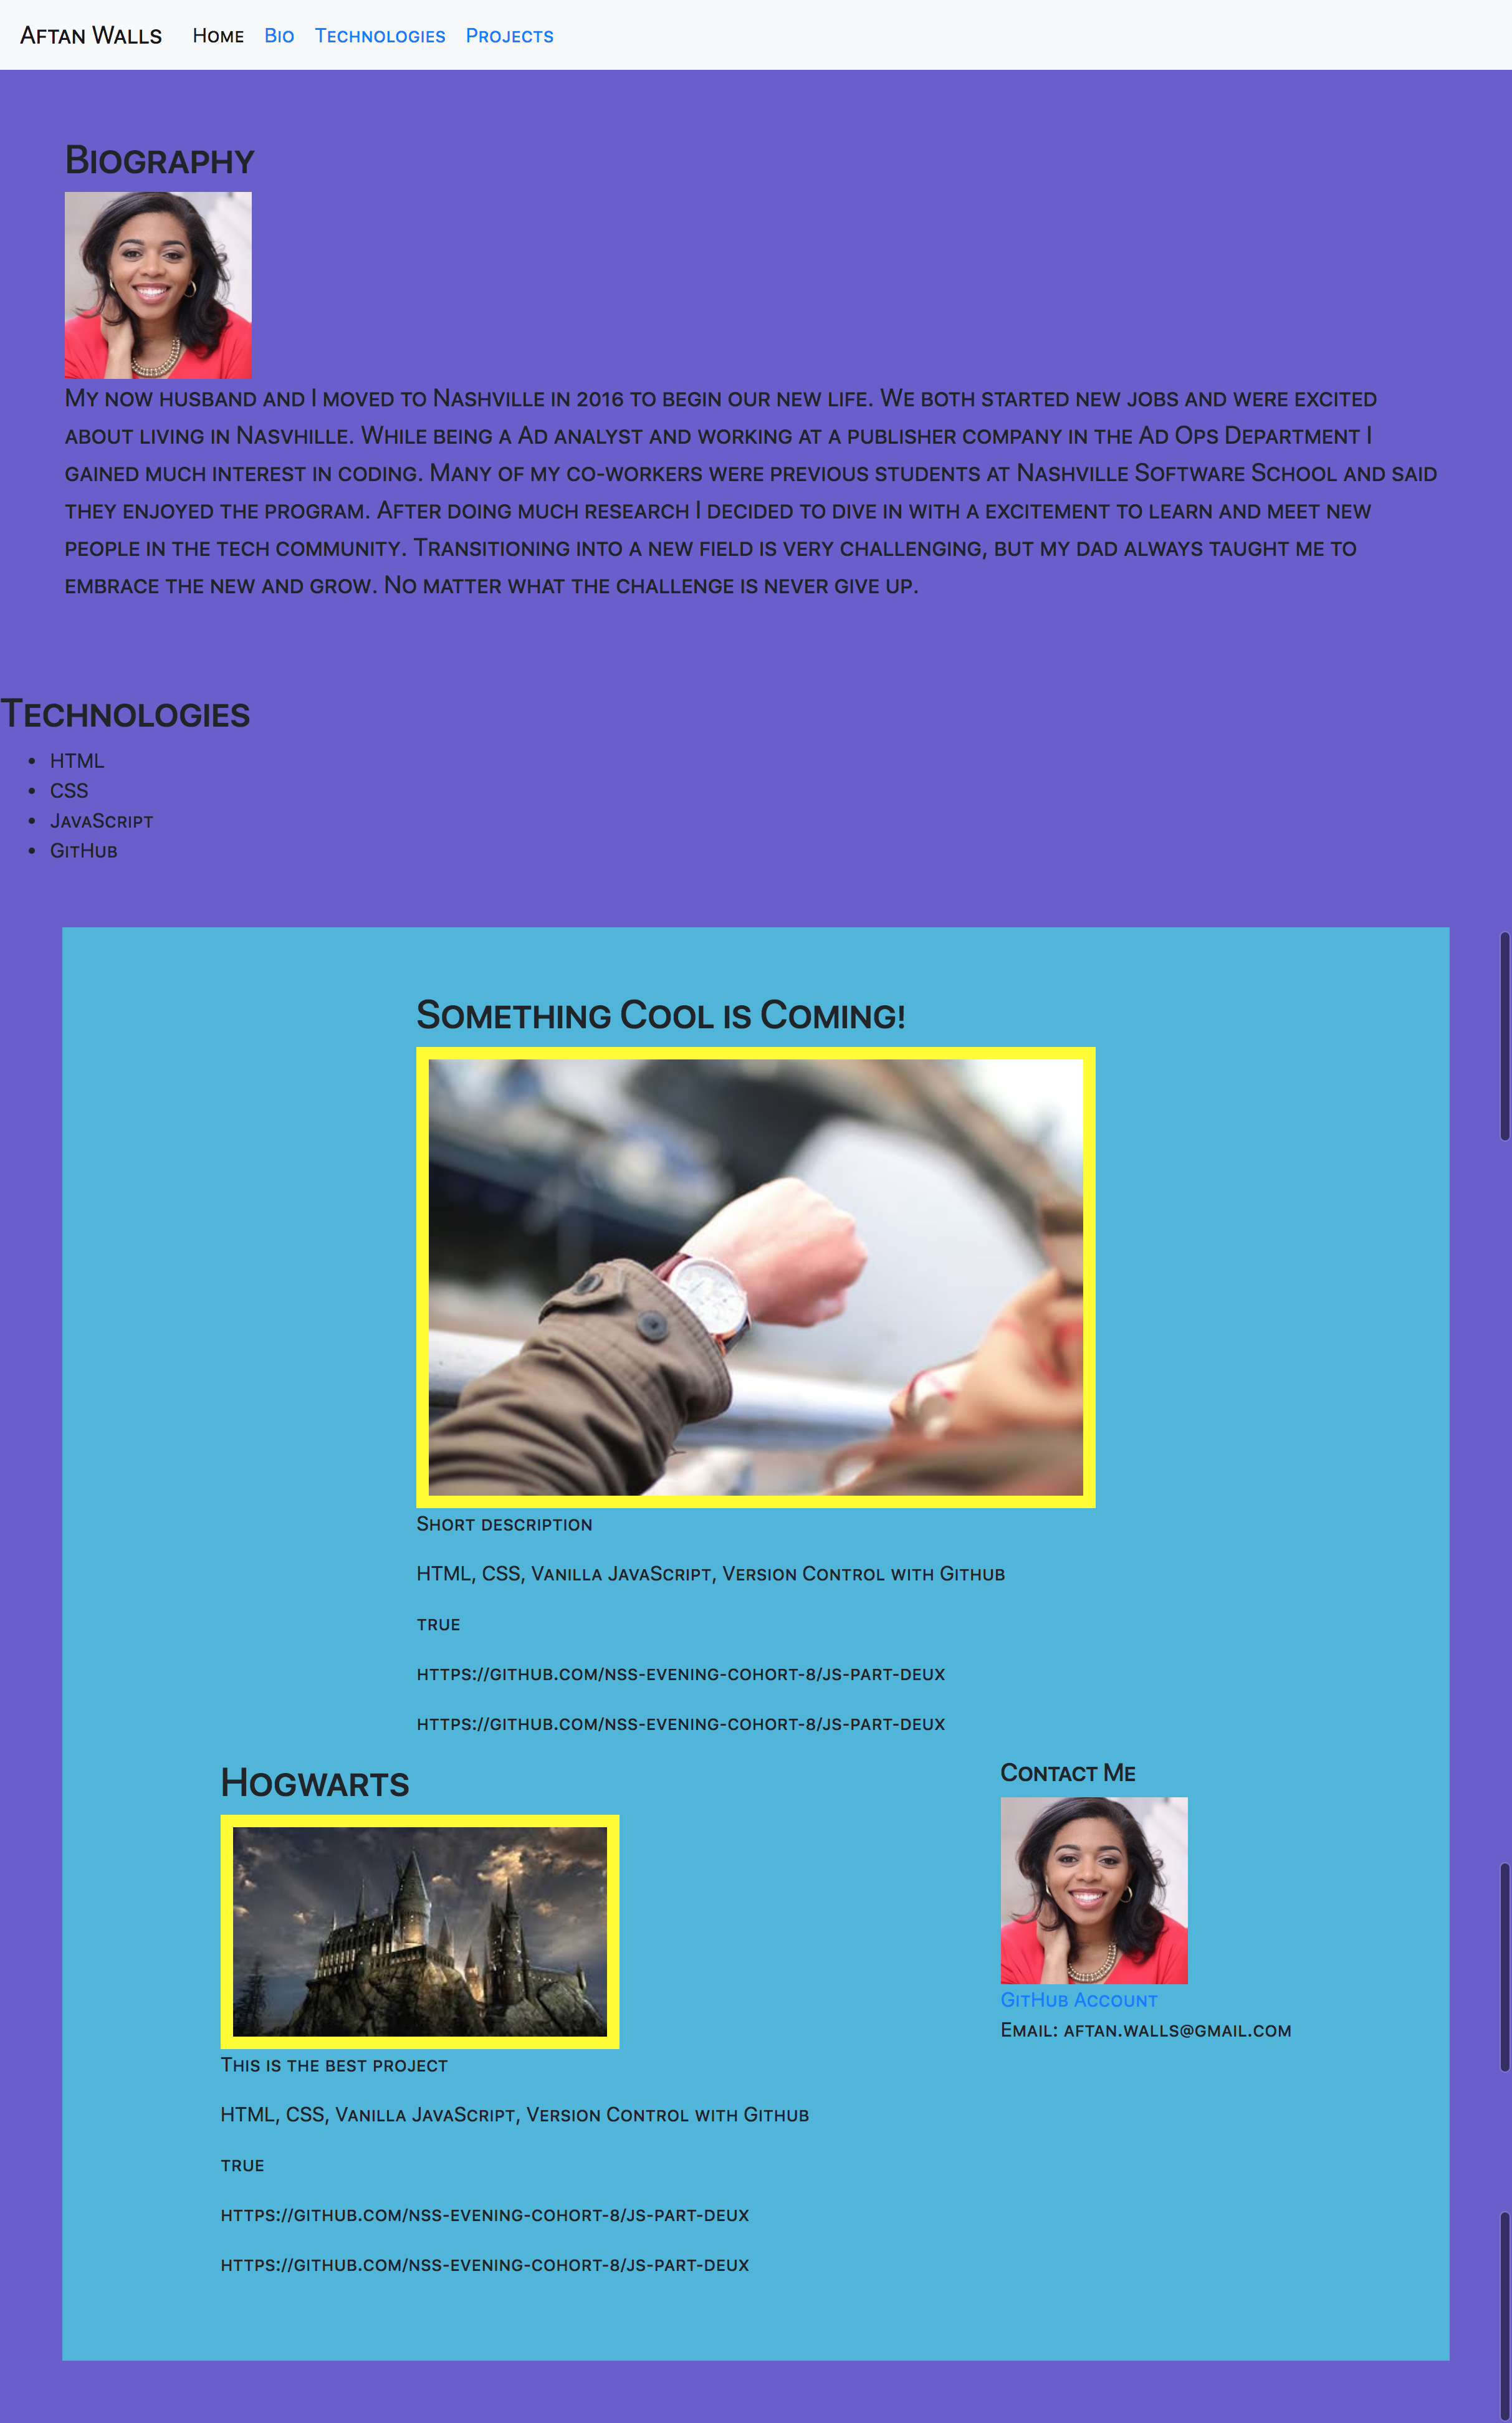 Aftan Walls Home Bio Technologies Projects
Biography
My now husband and I moved to Nashville in 2016 to begin our new life. We both started new jobs and were excited
about living in Nasvhille. While being a Ad analyst and working at a publisher company in the Ad Ops Department I
gained much interest in coding. Many of my co-workers were previous students at Nashville Software School and said
they enjoyed the program. After doing much research I decided to dive in with a excitement to learn and meet new
people in the tech community. Transitioning into a new field is very challenging, but my dad always taught me to
embrace the new and grow. No matter what the challenge is never give up.
Technologies
• HTML
• CSS
• JavaScript
• GitHub
Something Cool is Coming!
Short description
HTML, CSS, Vanilla JavaScript, Version Control with Github
true
https://github.com/nss-evening-cohort-8/js-part-deux
https://github.com/nss-evening-cohort-8/js-part-deux
Hogwarts
This is the best project
HTML, CSS, Vanilla JavaScript, Version Control with Github
true
https://github.com/nss-evening-cohort-8/js-part-deux
https://github.com/nss-evening-cohort-8/js-part-deux
Contact Me
GitHub Account
Email: aftan.walls@gmail.com